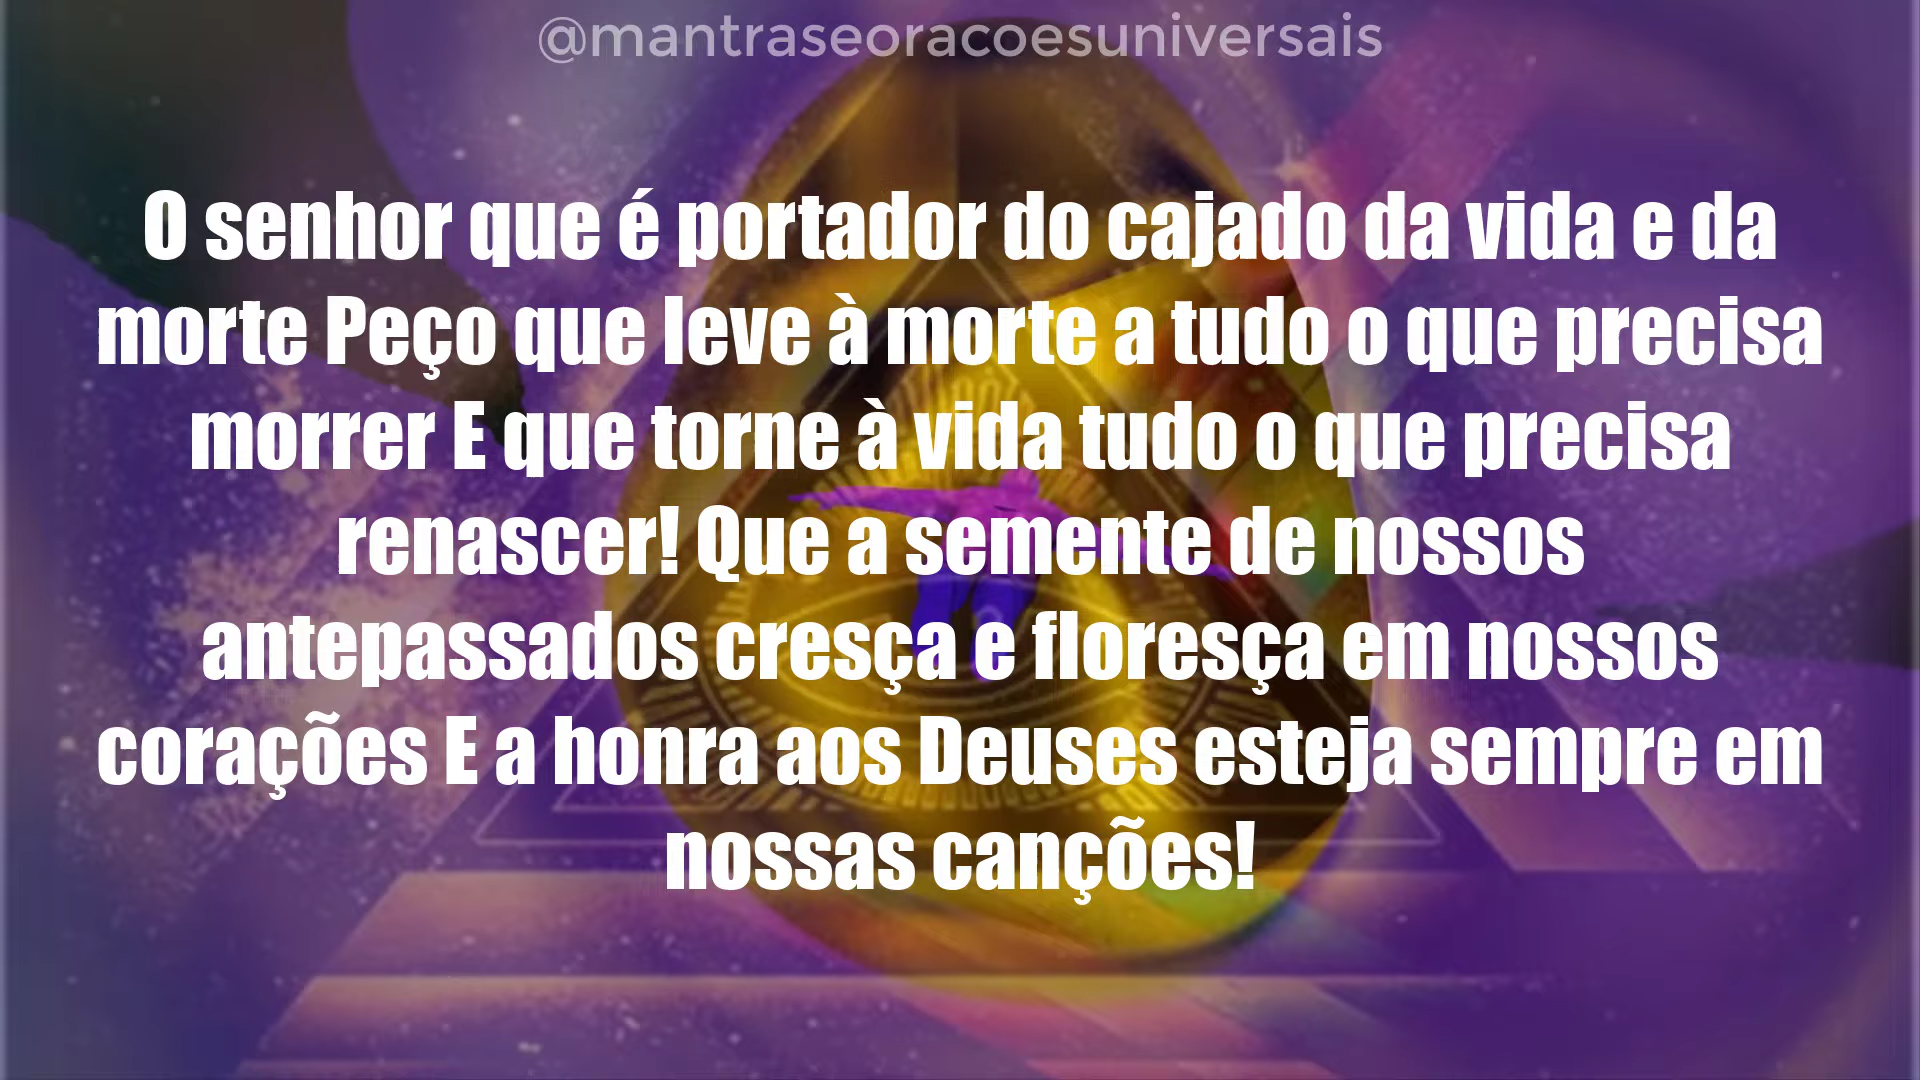 @mantraseoracoesuniversais
O senhor que é portador do cajado da vida e da
morte Peço que leve à morte a tudo o que precisa
morrer E que torne à vida tudo o que precisa
renascer! Que a semente de nossos
antepassados cresça e floresça em nossos
corações E a honra aos Deuses esteja sempre em
nossas canções!